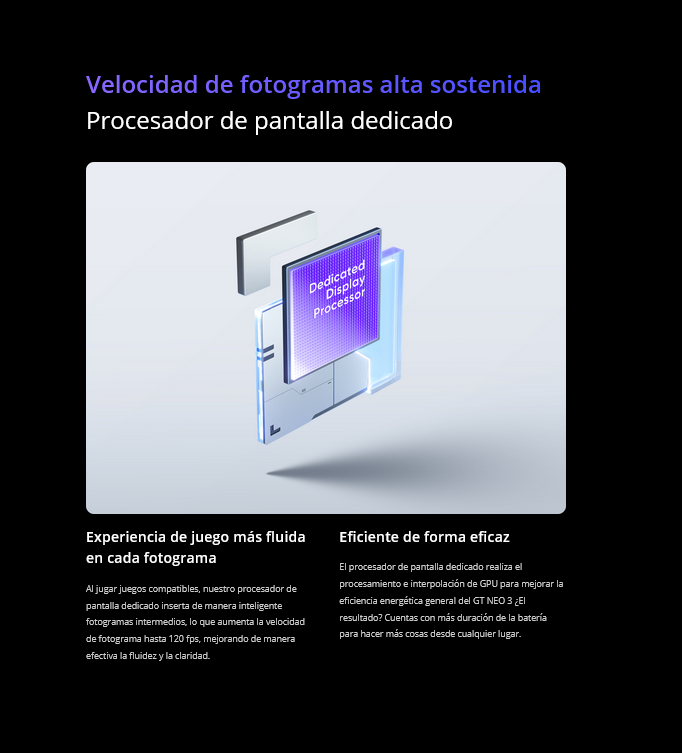 Velocidad de fotogramas alta sostenida
Procesador de pantalla dedicado
Dedicated
Display
Processor
Experiencia de juego más fluida
en cada fotograma
Al jugar juegos compatibles, nuestro procesador de
pantalla dedicado inserta de manera inteligente
fotogramas intermedios, lo que aumenta la velocidad
de fotograma hasta 120 fps, mejorando de manera
efectiva la fluidez y la claridad.
Eficiente de forma eficaz
El procesador de pantalla dedicado realiza el
procesamiento e interpolación de GPU para mejorar la
eficiencia energética general del GT NEO 3 ¿El
resultado? Cuentas con más duración de la batería
para hacer más cosas desde cualquier lugar.